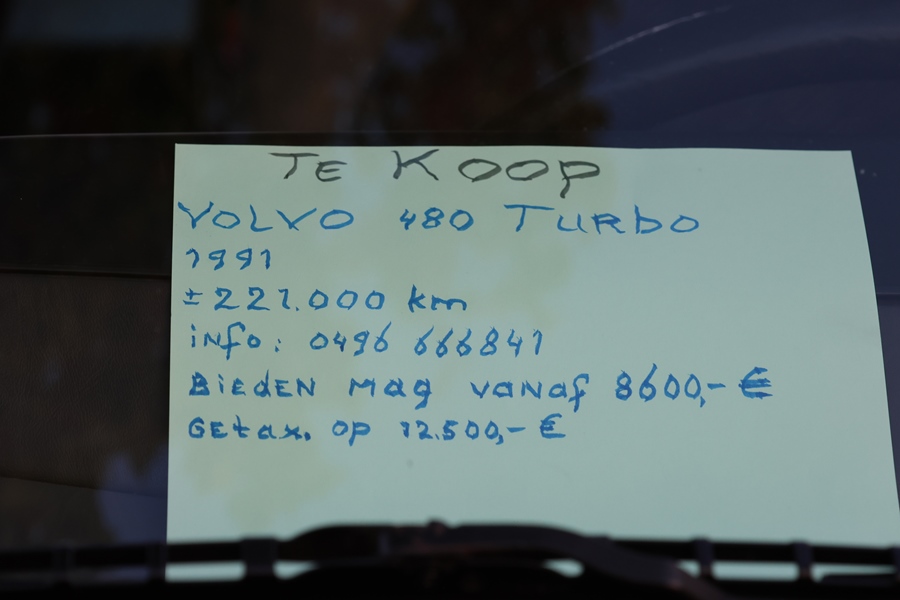 TE KOOP
VOLVO 480 TURBO
1991
± 221.000 km
info: 0496 666841
BIEDEN MAG VANAF 8600,- €
GETAX. OP 12.500,- €